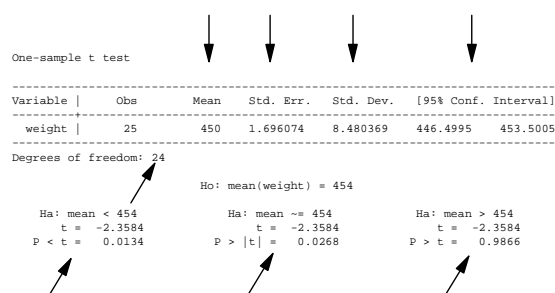 One-sample t test
Variable | Obs Mean Std. Err. Std. Dev. [95% Conf. Interval]
weight | 25 450 1.696074 8.480369 446.4995 453.5005
Degrees of freedom: 24
Ho: mean(weight) = 454
Ha: mean < 454 Ha: mean ~= 454 Ha: mean > 454
t = -2.3584 t = -2.3584 t = -2.3584
P < t = 0.0134 P > |t| = 0.0268 P > t = 0.9866